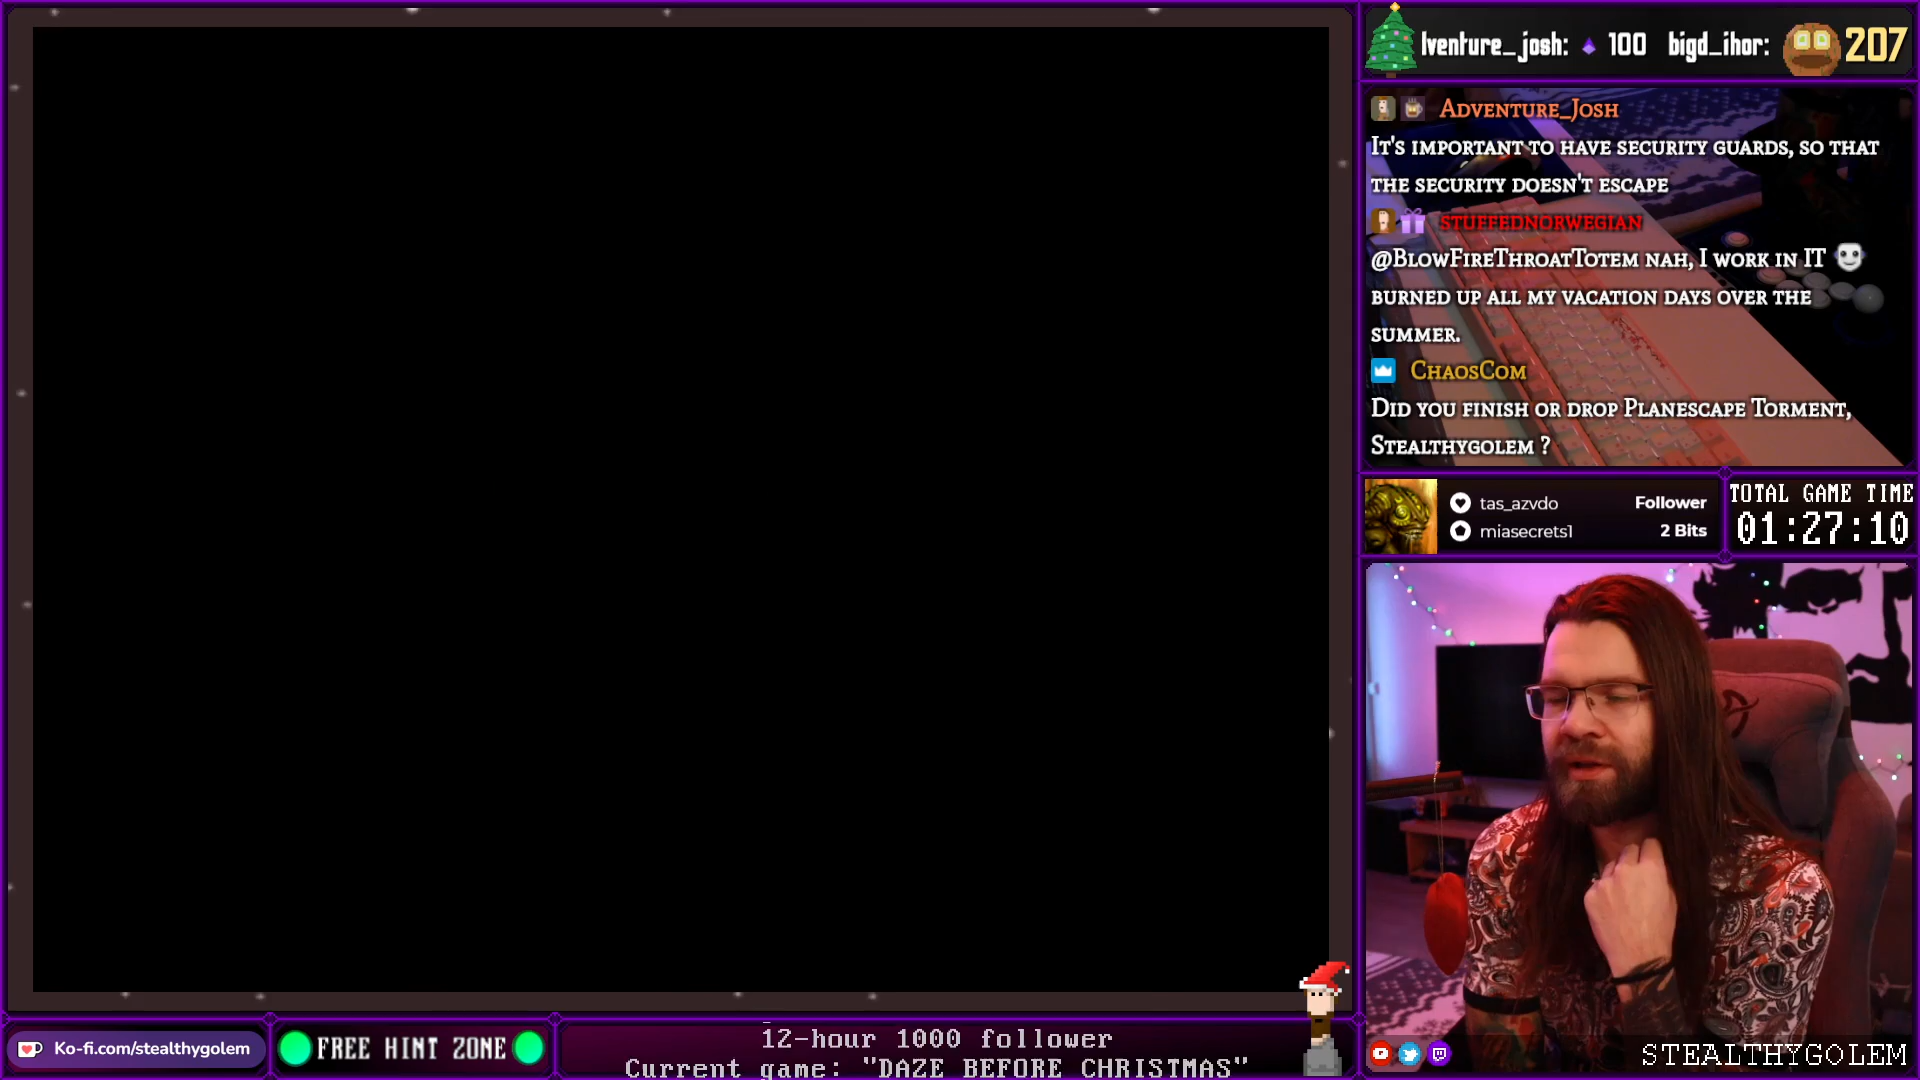 lventure_josh: 100 bigd_ihor: 207
Adventure_Josh
It's important to have security guards, so that
the security doesn't escape
stuffednorwegian
@BlowFireThroatTotem nah, I work in IT
burned up all my vacation days over the
summer.
ChaosCom
Did you finish or drop Planescape Torment,
Stealthygolem ?
tas_azvdo Follower
miasecrets1 2 Bits
TOTAL GAME TIME
01:27:10
Ko-fi.com/stealthygolem
FREE HINT ZONE
12-hour 1000 follower
Current game: "DAZE BEFORE CHRISTMAS"
STEALTHYGOLEM